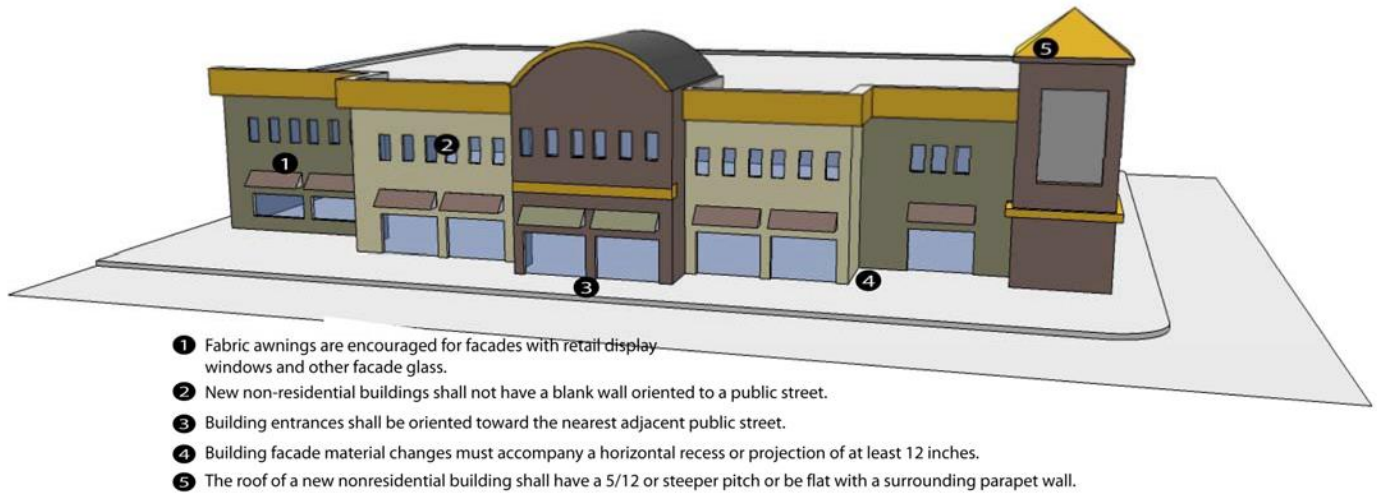 5
1
2
3
4
1 Fabric awnings are encouraged for facades with retail display
windows and other facade glass.
2 New non-residential buildings shall not have a blank wall oriented to a public street.
3 Building entrances shall be oriented toward the nearest adjacent public street.
4 Building facade material changes must accompany a horizontal recess or projection of at least 12 inches.
5 The roof of a new nonresidential building shall have a 5/12 or steeper pitch or be flat with a surrounding parapet wall.